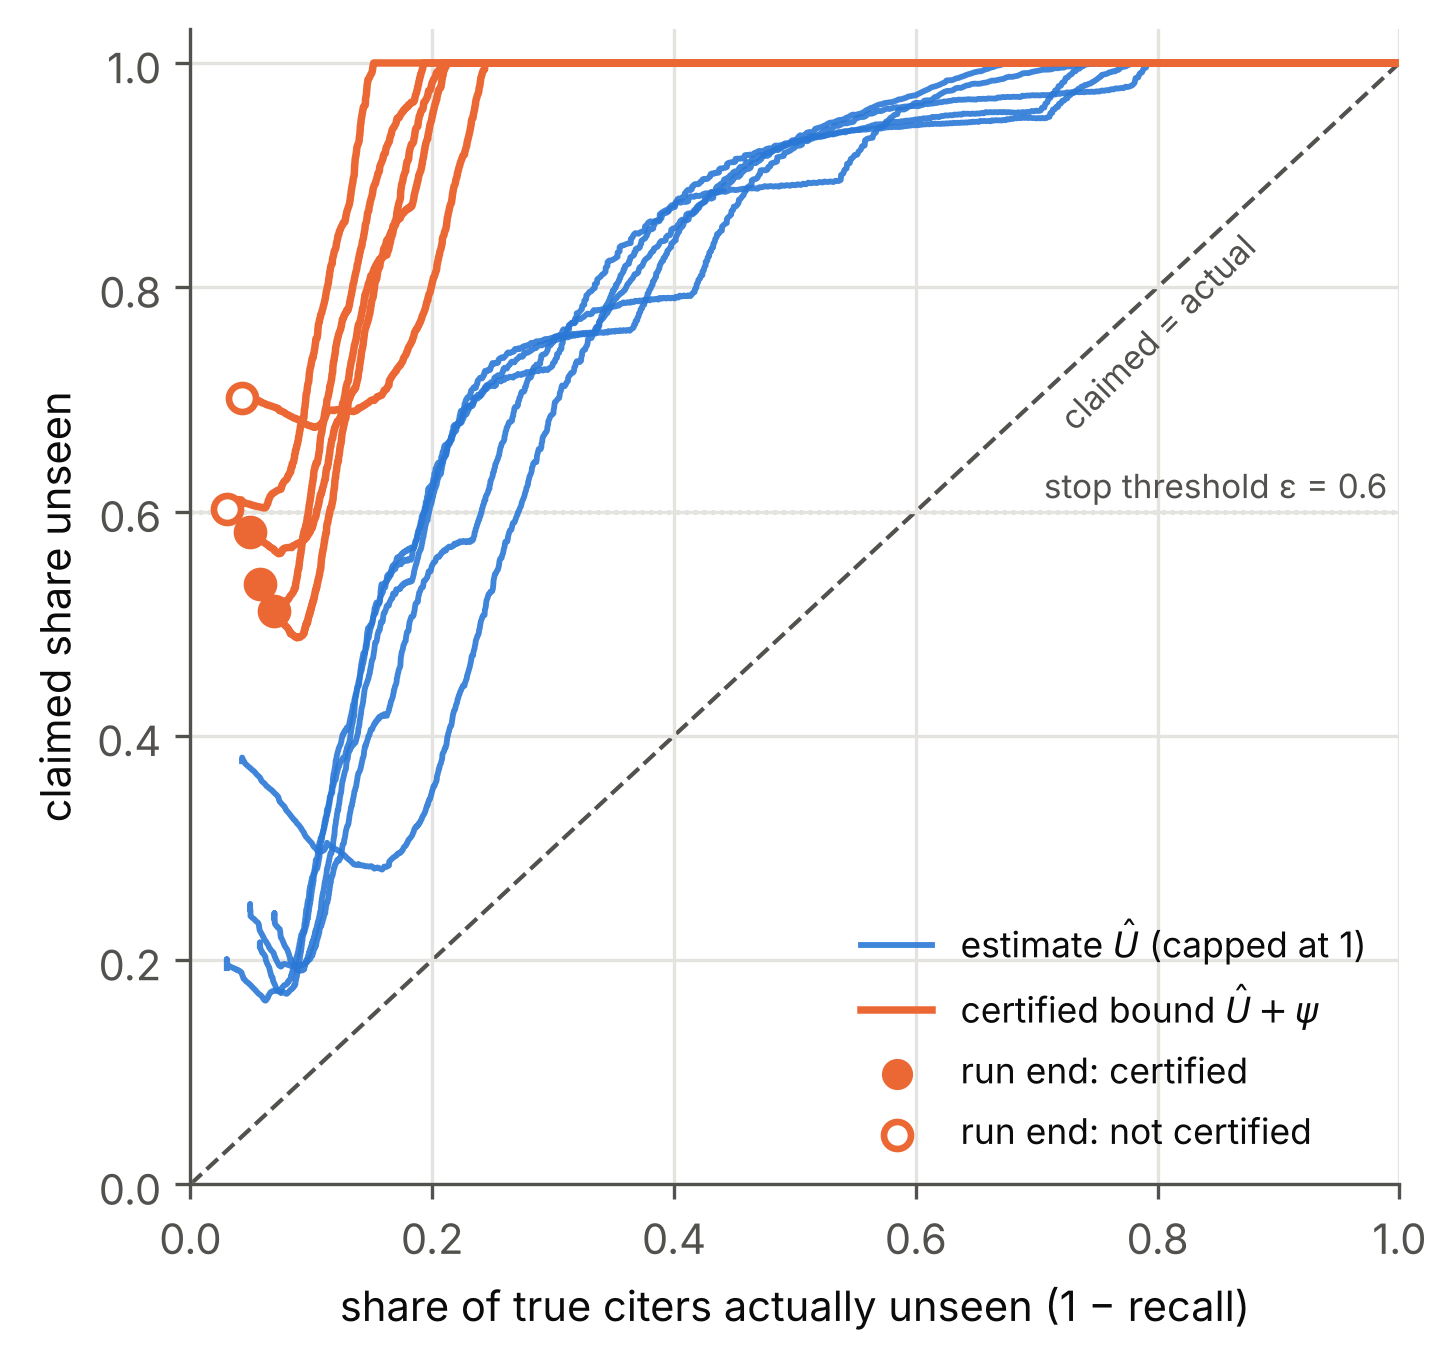 1.0
0.8
0.6
0.4
0.2
0.0
claimed share unseen
claimed = actual
stop threshold ε = 0.6
estimate Û (capped at 1)
certified bound Û + ψ
run end: certified
run end: not certified
0.0 0.2 0.4 0.6 0.8 1.0
share of true citers actually unseen (1 − recall)